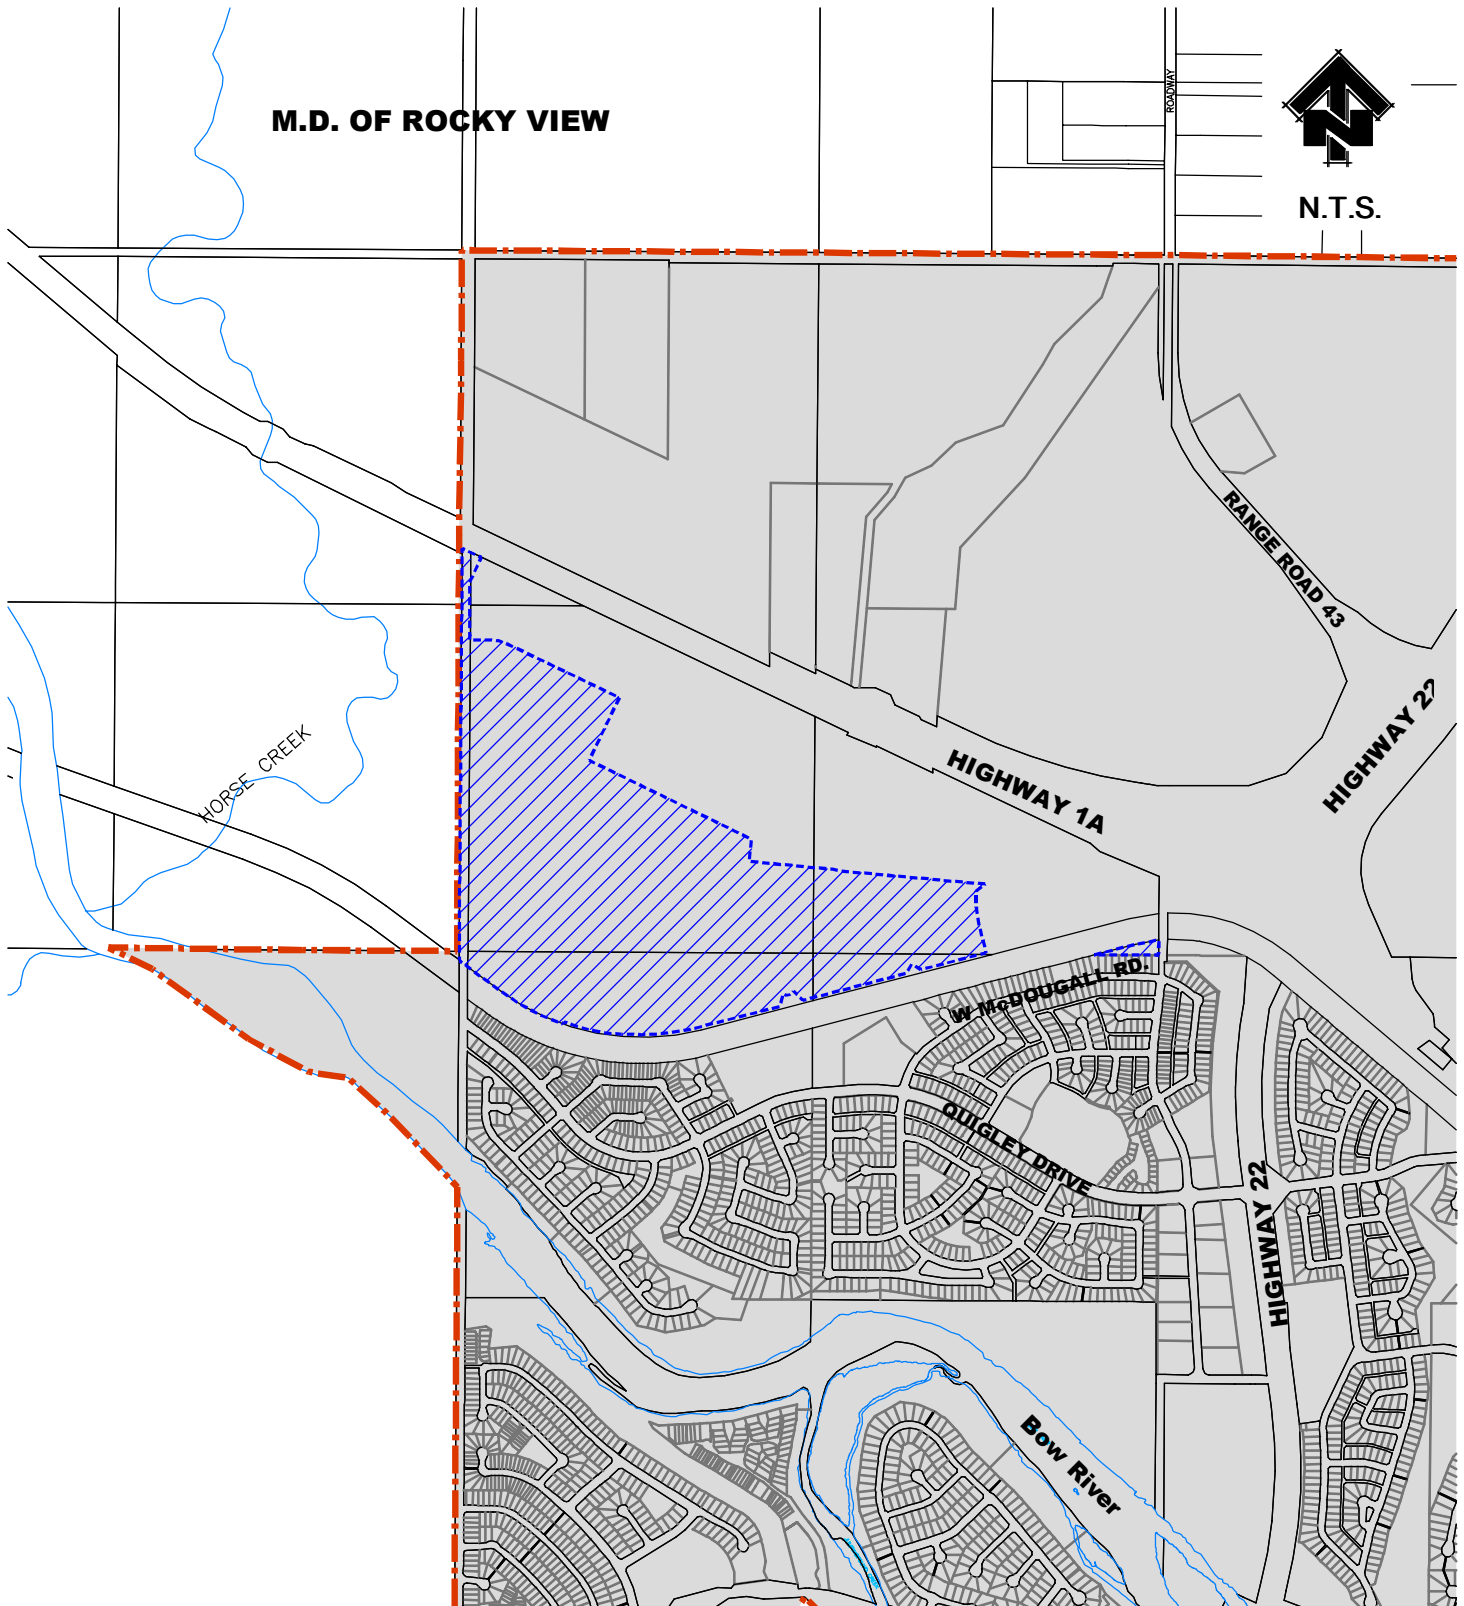 ROADWAY
M.D. OF ROCKY VIEW
N
N.T.S.
RANGE ROAD 43
HIGHWAY 22
HORSE CREEK
HIGHWAY 1A
W McDOUGALL RD.
QUIGLEY DRIVE
HIGHWAY 22
Bow River